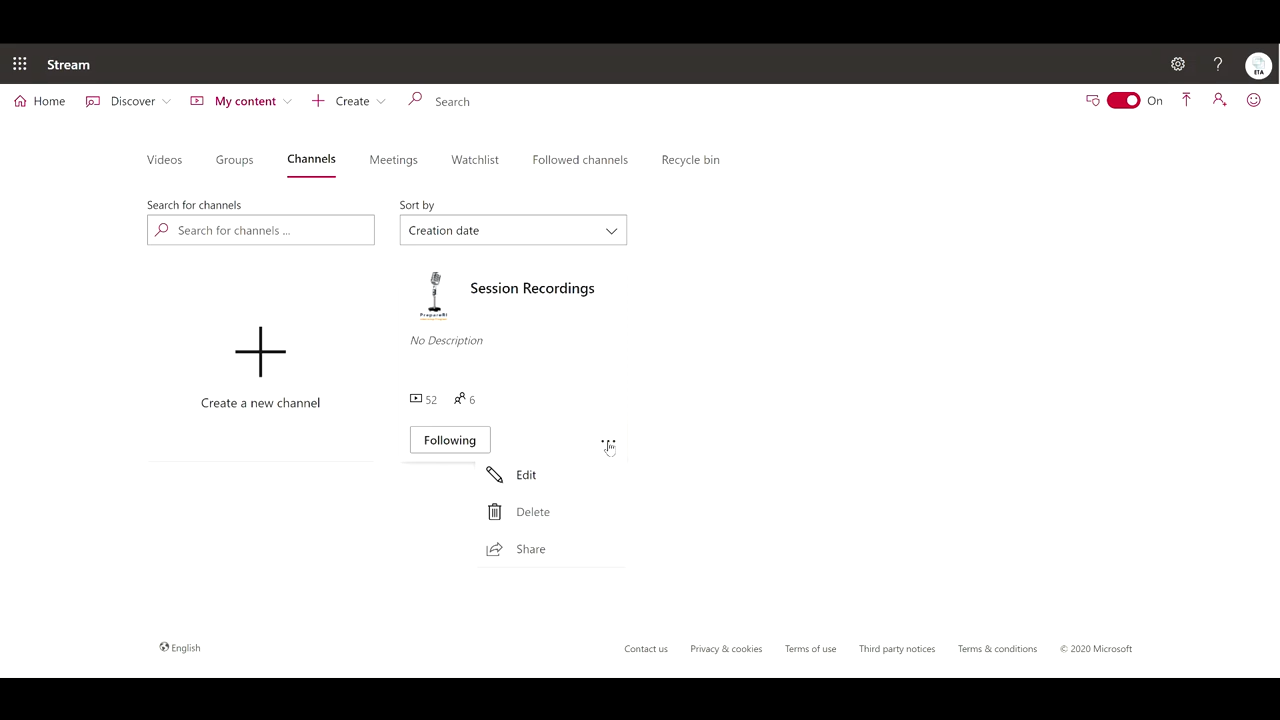 Stream
ETA
Home Discover My content Create Search On
Videos Groups Channels Meetings Watchlist Followed channels Recycle bin
Search for channels Sort by
Search for channels ... Creation date
Session Recordings
PrepareBI
No Description
Create a new channel
52 6
Following
Edit
Delete
Share
English Contact us Privacy & cookies Terms of use Third party notices Terms & conditions © 2020 Microsoft